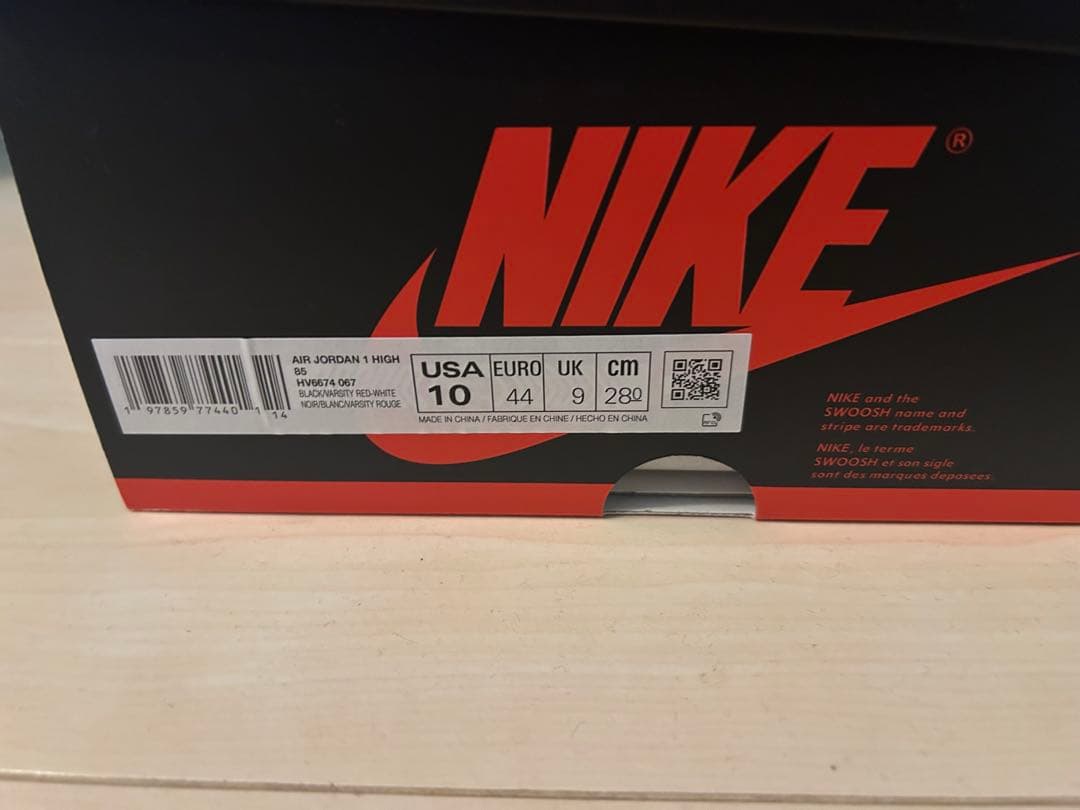 NIKE®
AIR JORDAN 1 HIGH
85
HV6674 067
BLACK/VARSITY RED-WHITE
NOIR/BLANC/VARSITY ROUGE
1 97859 77440 1 14
USA EURO UK cm
10 44 9 280
MADE IN CHINA / FABRIQUE EN CHINE / HECHO EN CHINA
NIKE and the
SWOOSH name and
stripe are trademarks.
NIKE, le terme
SWOOSH et son sigle
sont des marques deposees.